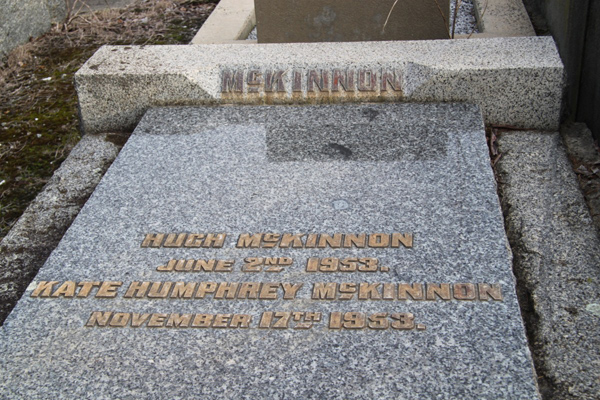 McKINNON
HUGH McKINNON
JUNE 2ND 1953.
KATE HUMPHREY McKINNON
NOVEMBER 17TH 1953.